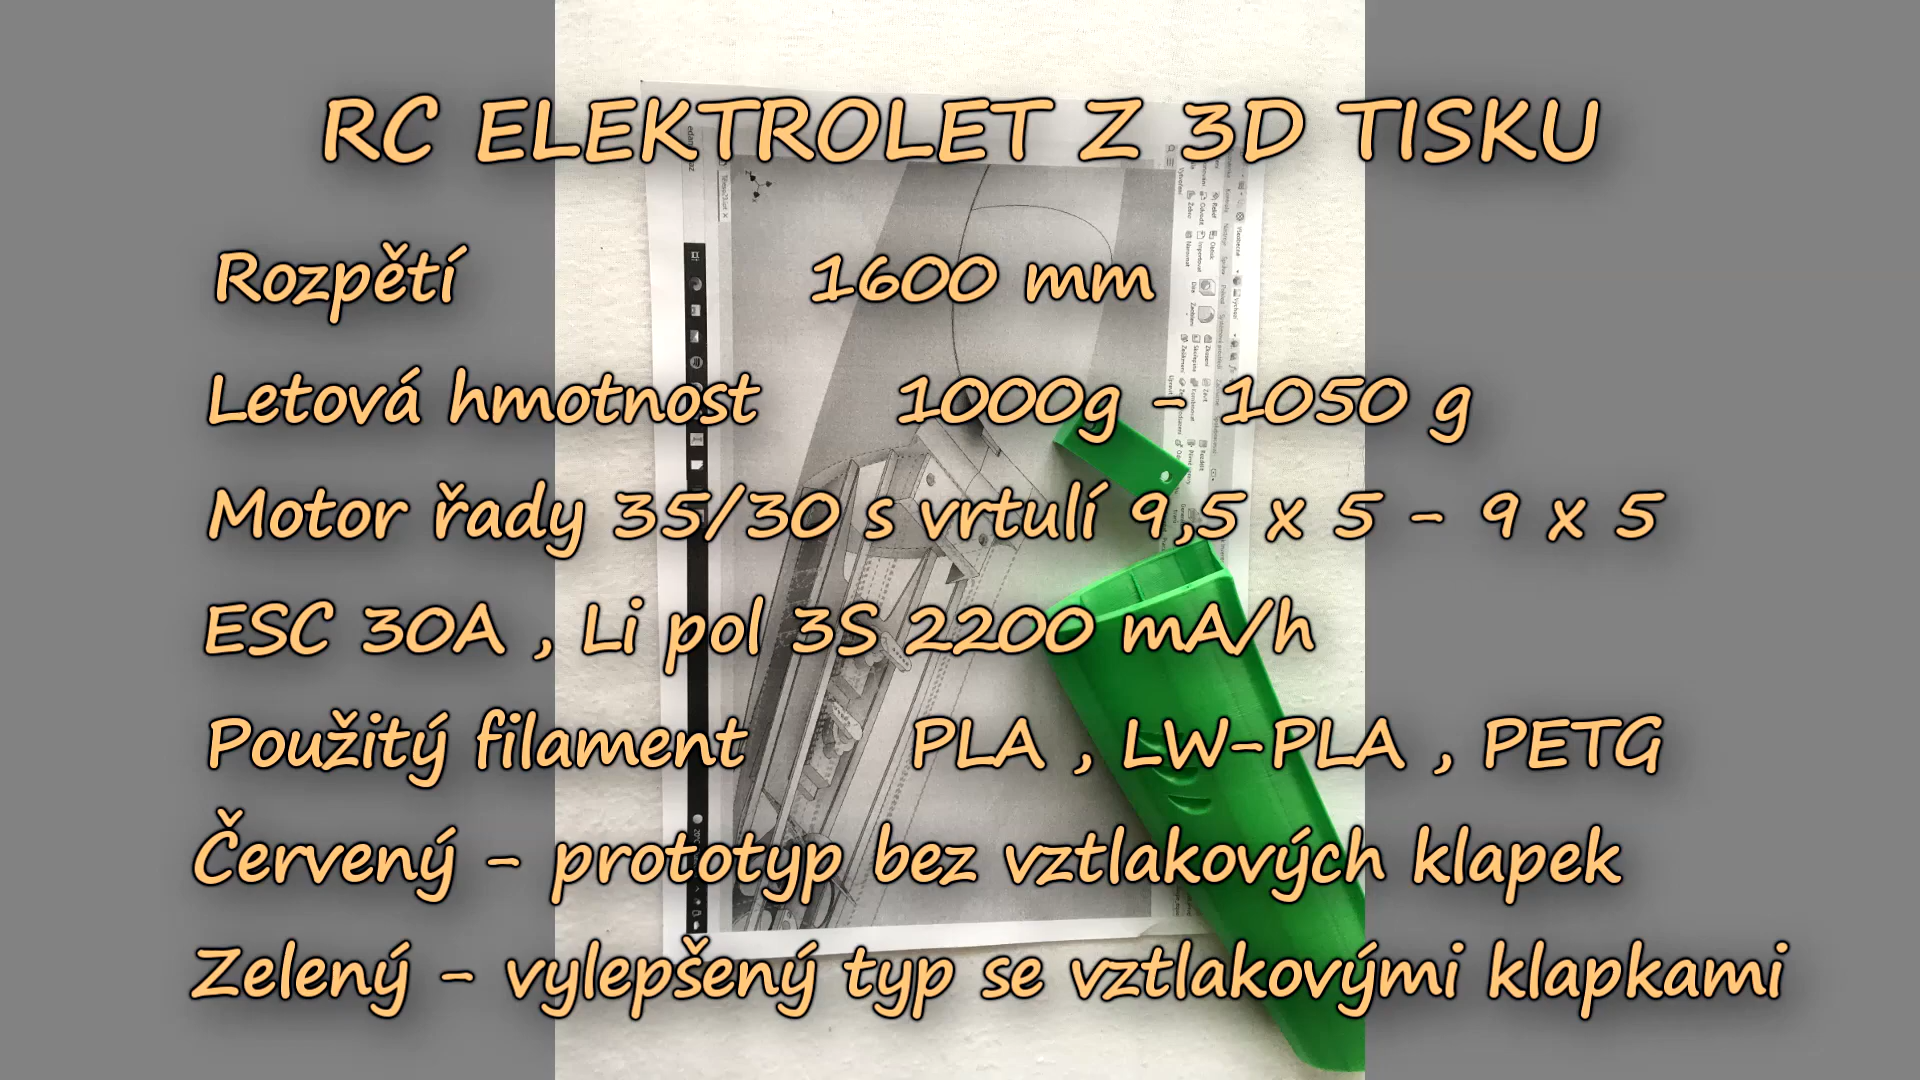 RC ELEKTROLET Z 3D TISKU
Rozpětí 1600 mm
Letová hmotnost 1000g - 1050 g
Motor řady 35/30 s vrtulí 9,5 x 5 - 9 x 5
ESC 30A , Li pol 3S 2200 mA/h
Použitý filament PLA , LW-PLA , PETG
Červený - prototyp bez vztlakových klapek
Zelený - vylepšený typ se vztlakovými klapkami